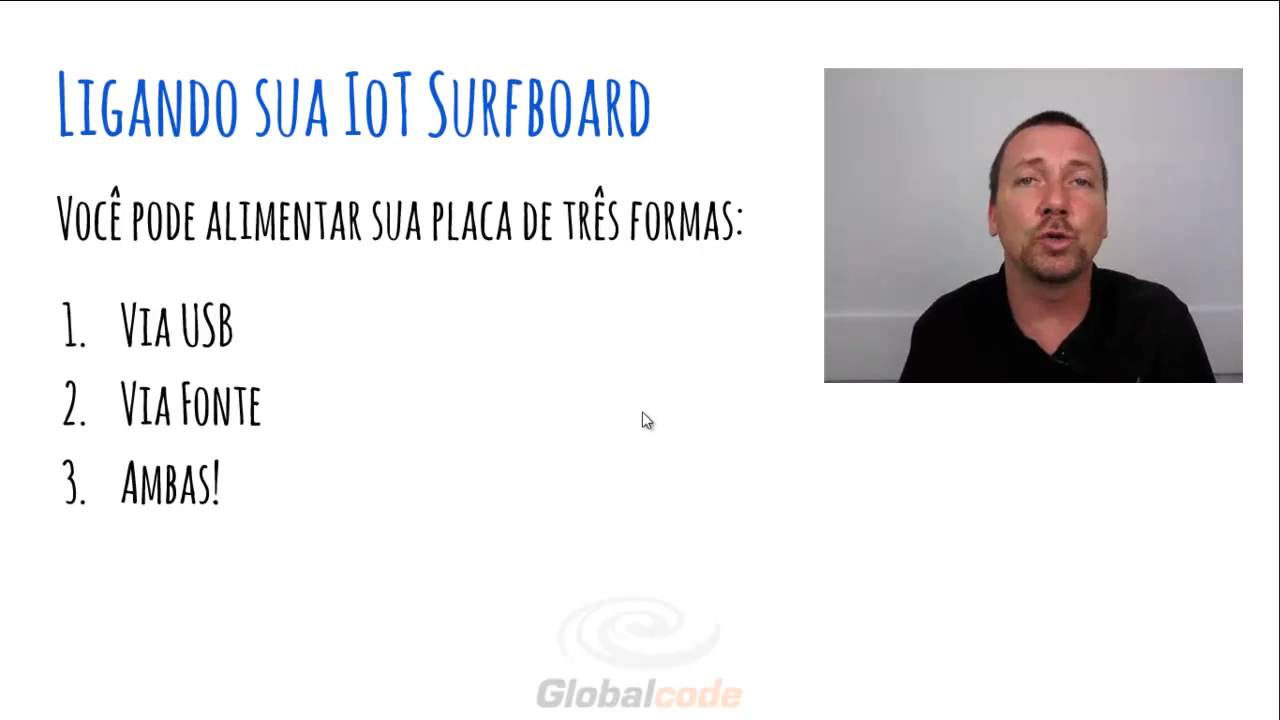 Ligando sua IoT Surfboard
Você pode alimentar sua placa de três formas:
1. Via USB
2. Via Fonte
3. Ambas!
Globalcode